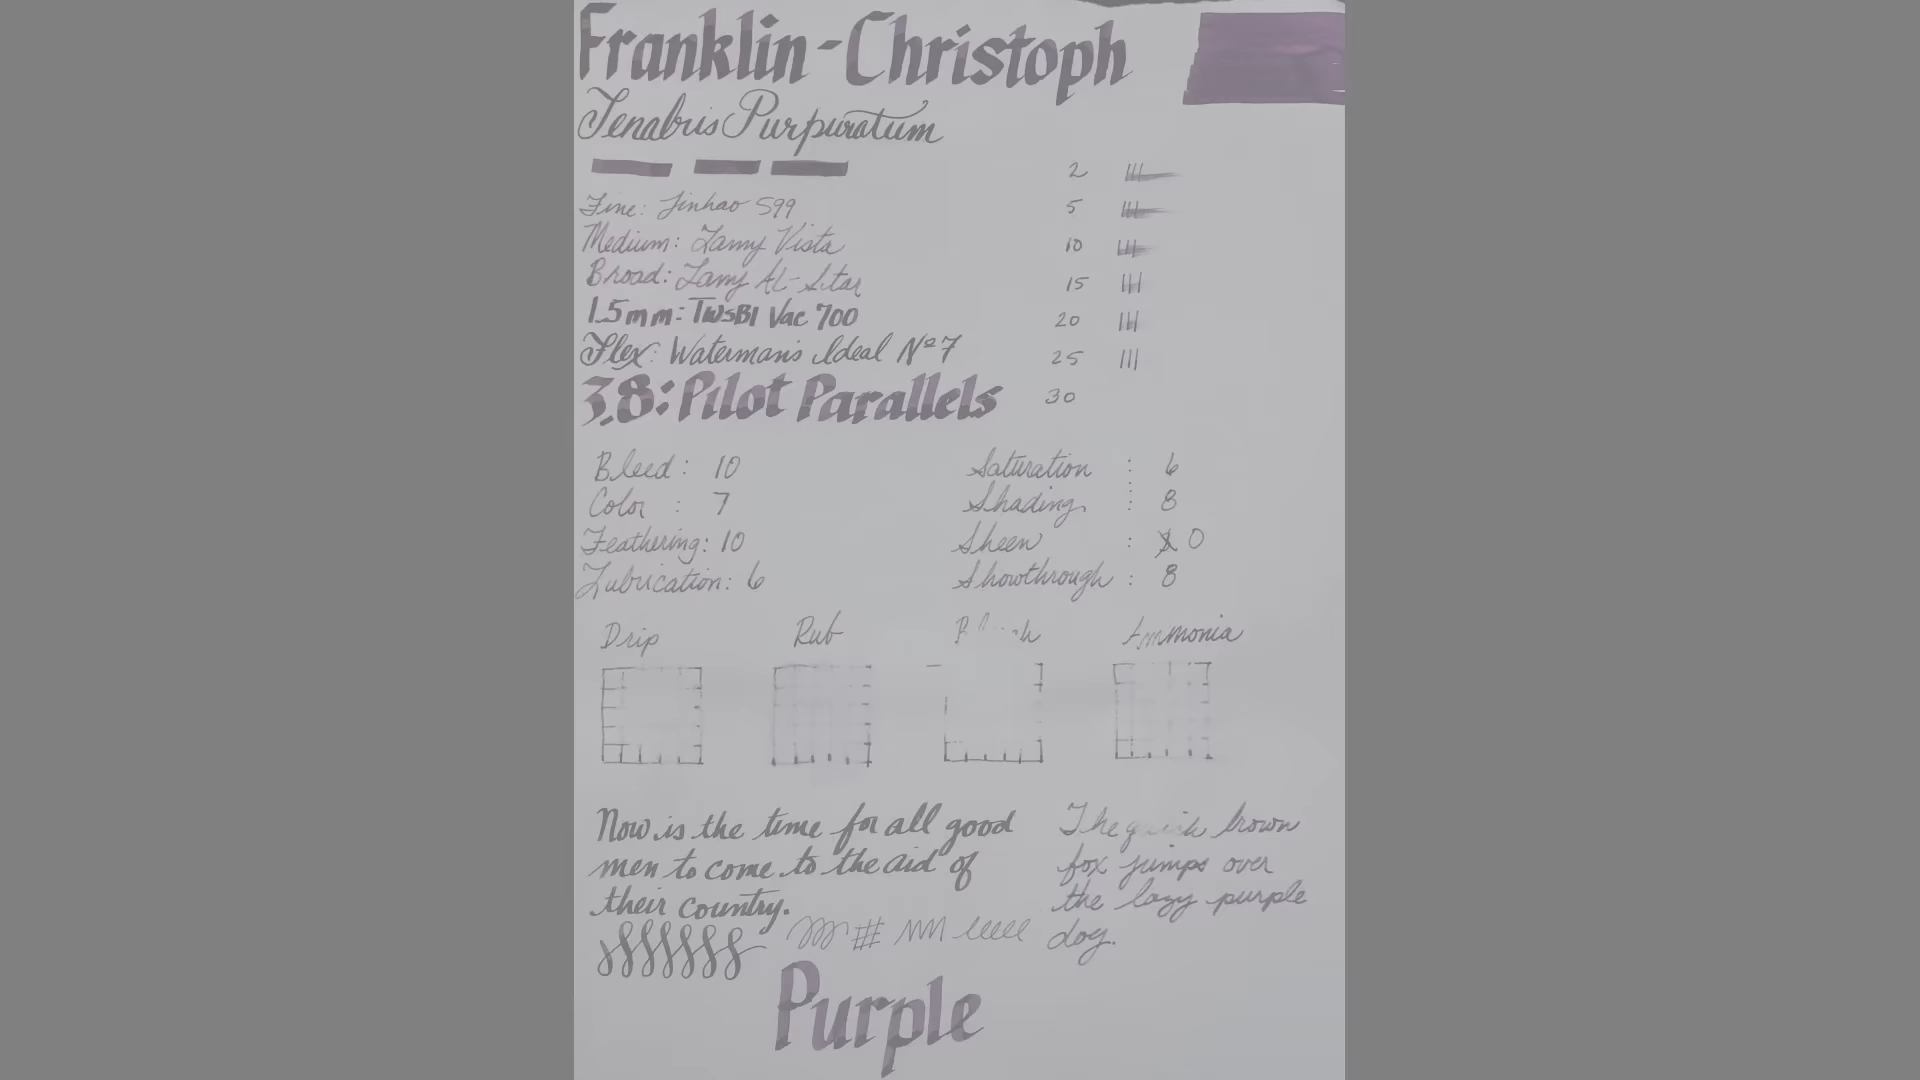 Franklin-Christoph
Tenabris Purpuratum
2
Fine: Jinhao 599
5
Medium: Lamy Vista
10
Broad: Lamy AL-Star
15
1.5mm: TWSBI Vac 700
20
Flex: Waterman's Ideal Nº7
25
3.8: Pilot Parallels
30
Bleed: 10 Saturation: 6
Color: 7 Shading: 8
Feathering: 10 Sheen: 0
Lubrication: 6 Showthrough: 8
Drip Rub Ammonia
Now is the time for all good
men to come to the aid of
their country.
The quick brown
fox jumps over
the lazy purple
dog.
Purple